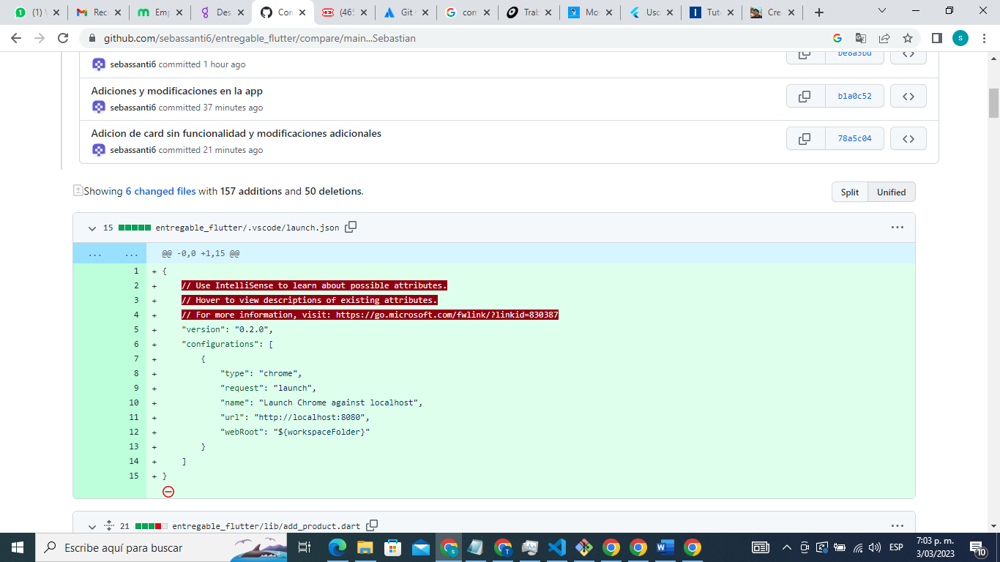 (1) W
Rec
Emp
Des
Con
(465
Git
com
Trab
Mo
Usc
Tut
Cre
github.com/sebassanti6/entregable_flutter/compare/main...Sebastian
s
sebassanti6 committed 1 hour ago
be8a3bd
Adiciones y modificaciones en la app
sebassanti6 committed 37 minutes ago
b1a0c52
Adicion de card sin funcionalidad y modificaciones adicionales
sebassanti6 committed 21 minutes ago
78a5c04
Showing 6 changed files with 157 additions and 50 deletions.
Split Unified
15 entregable_flutter/.vscode/launch.json
... ... @@ -0,0 +1,15 @@
1 + {
2 + // Use IntelliSense to learn about possible attributes.
3 + // Hover to view descriptions of existing attributes.
4 + // For more information, visit: https://go.microsoft.com/fwlink/?linkid=830387
5 + "version": "0.2.0",
6 + "configurations": [
7 + {
8 + "type": "chrome",
9 + "request": "launch",
10 + "name": "Launch Chrome against localhost",
11 + "url": "http://localhost:8080",
12 + "webRoot": "${workspaceFolder}"
13 + }
14 + ]
15 + }
21 entregable_flutter/lib/add_product.dart
Escribe aquí para buscar
ESP
7:03 p. m.
3/03/2023
10